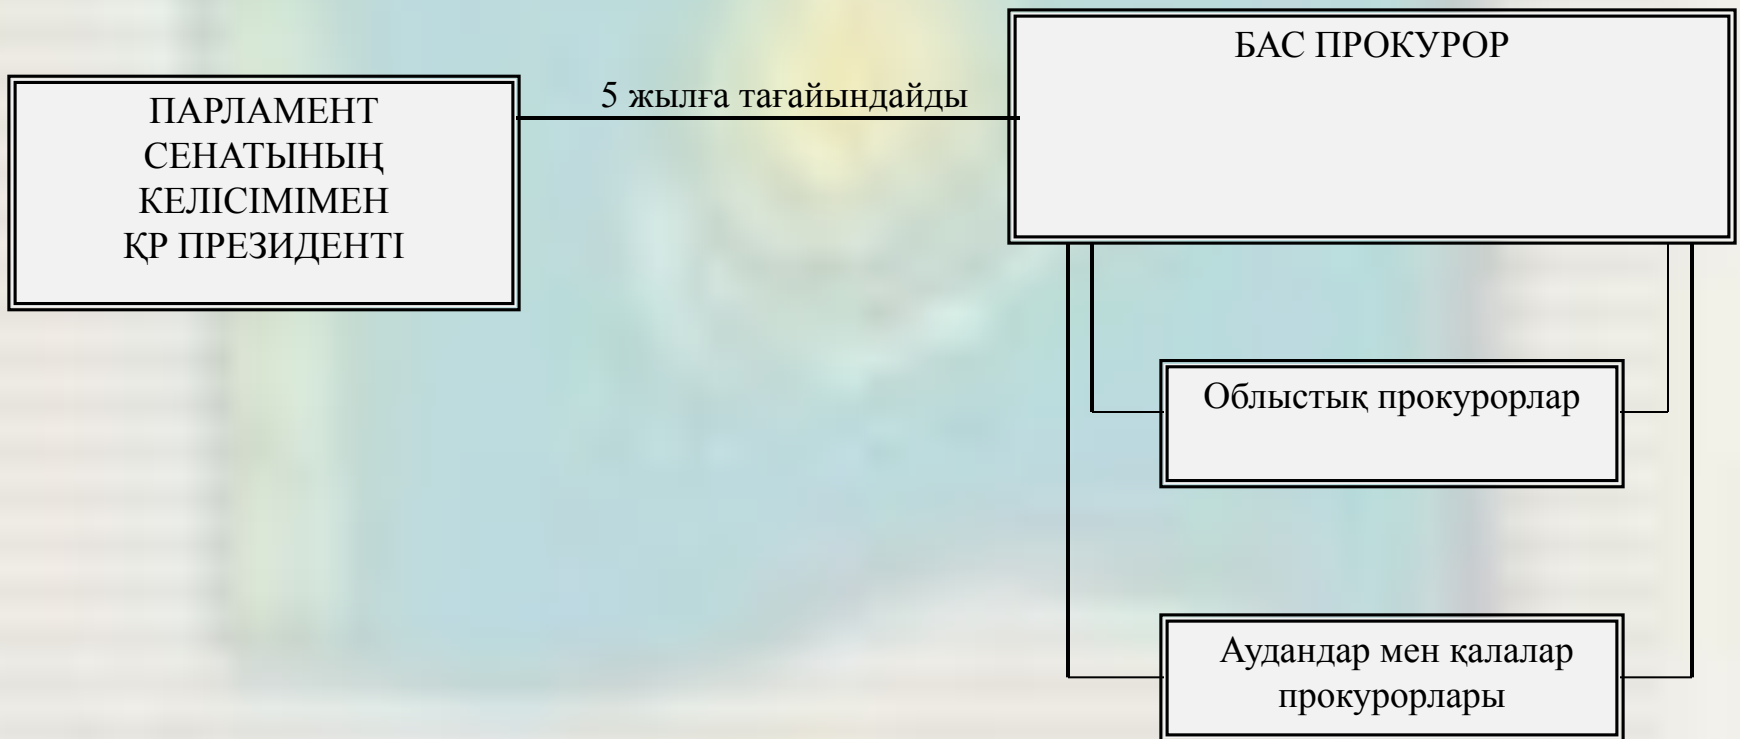 ПАРЛАМЕНТ
СЕНАТЫНЫҢ
КЕЛІСІМІМЕН
ҚР ПРЕЗИДЕНТІ
5 жылға тағайындайды
БАС ПРОКУРОР
Облыстық прокурорлар
Аудандар мен қалалар
прокурорлары